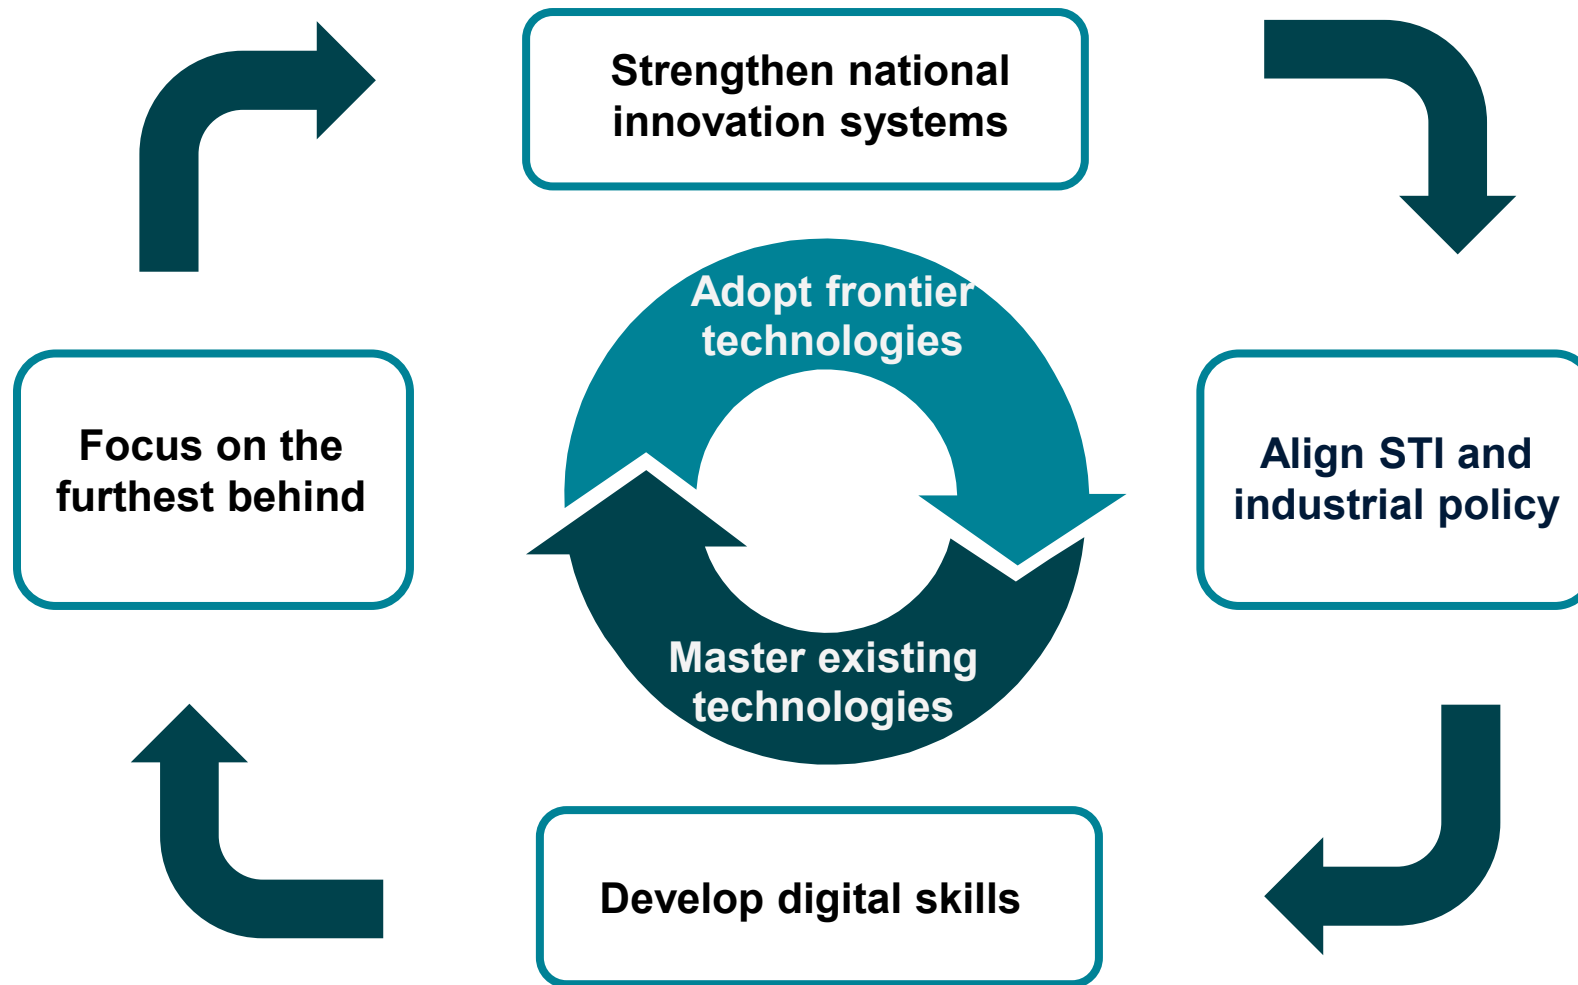 Strengthen national
innovation systems
Adopt frontier
technologies
Focus on the
furthest behind
Align STI and
industrial policy
Master existing
technologies
Develop digital skills